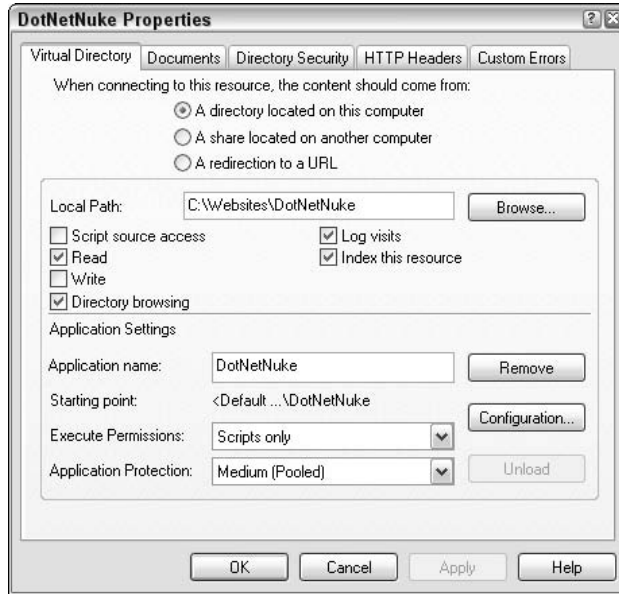 DotNetNuke Properties
Virtual Directory Documents Directory Security HTTP Headers Custom Errors
When connecting to this resource, the content should come from:
A directory located on this computer
A share located on another computer
A redirection to a URL
Local Path: C:\Websites\DotNetNuke Browse...
Script source access Log visits
Read Index this resource
Write
Directory browsing
Application Settings
Application name: DotNetNuke Remove
Starting point: <Default ...\DotNetNuke
Configuration...
Execute Permissions: Scripts only
Application Protection: Medium (Pooled) Unload
OK Cancel Apply Help